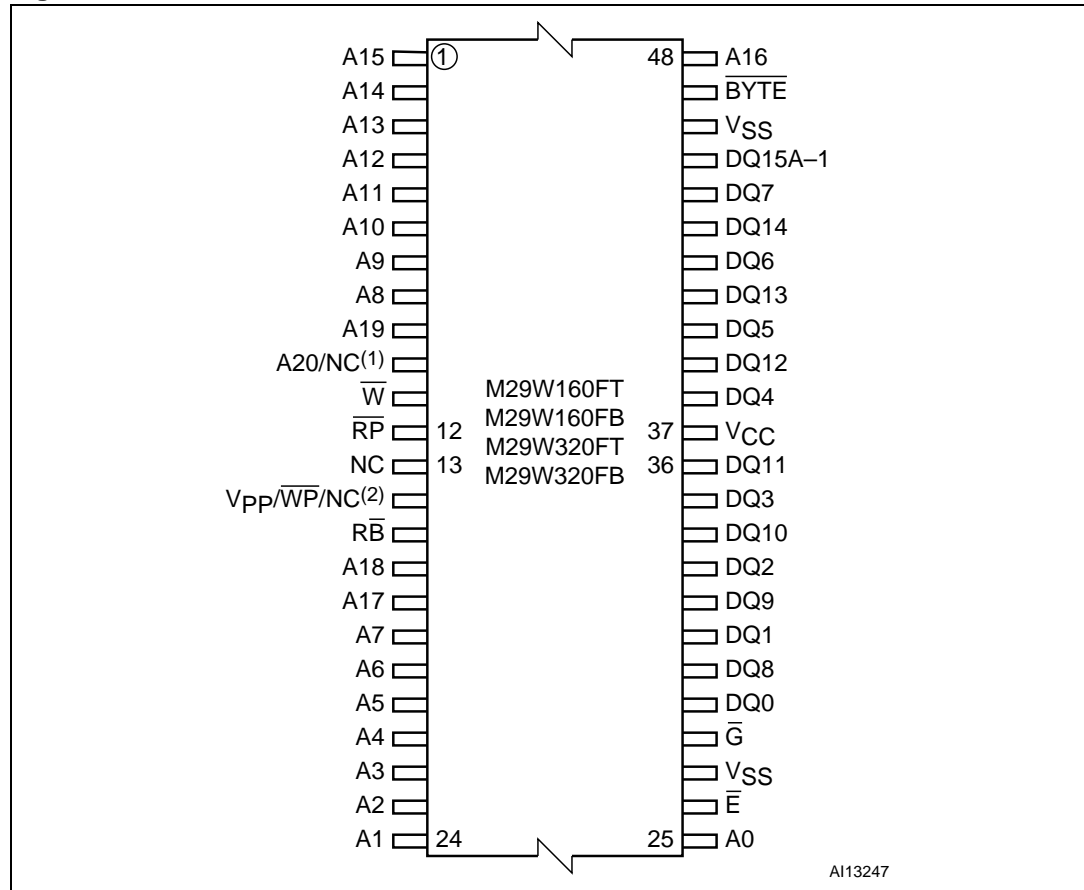 A15 ① 48 A16
A14 B̅Y̅T̅E̅
A13 VSS
A12 DQ15A–1
A11 DQ7
A10 DQ14
A9 DQ6
A8 DQ13
A19 DQ5
A20/NC(1) DQ12
W̅ DQ4
R̅P̅ 12 37 VCC
NC 13 36 DQ11
VPP/W̅P̅/NC(2) DQ3
RB̅ DQ10
A18 DQ2
A17 DQ9
A7 DQ1
A6 DQ8
A5 DQ0
A4 G̅
A3 VSS
A2 E̅
A1 24 25 A0
M29W160FT
M29W160FB
M29W320FT
M29W320FB
AI13247